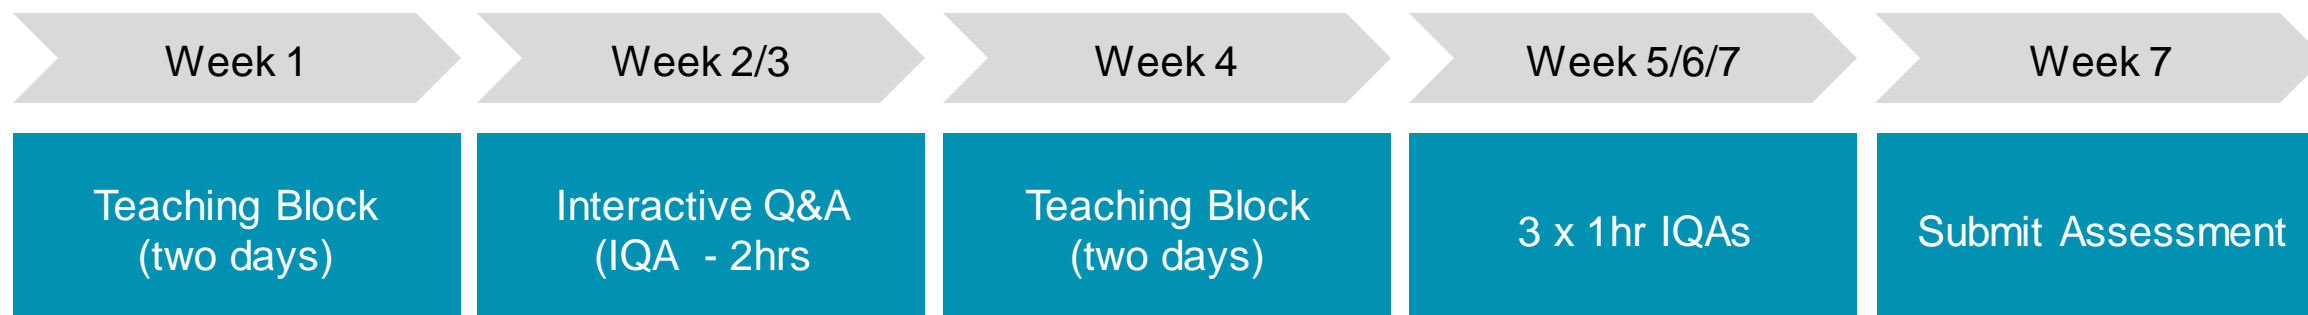 Week 1
Week 2/3
Week 4
Week 5/6/7
Week 7
Teaching Block
(two days)
Interactive Q&A
(IQA - 2hrs
Teaching Block
(two days)
3 x 1hr IQAs
Submit Assessment